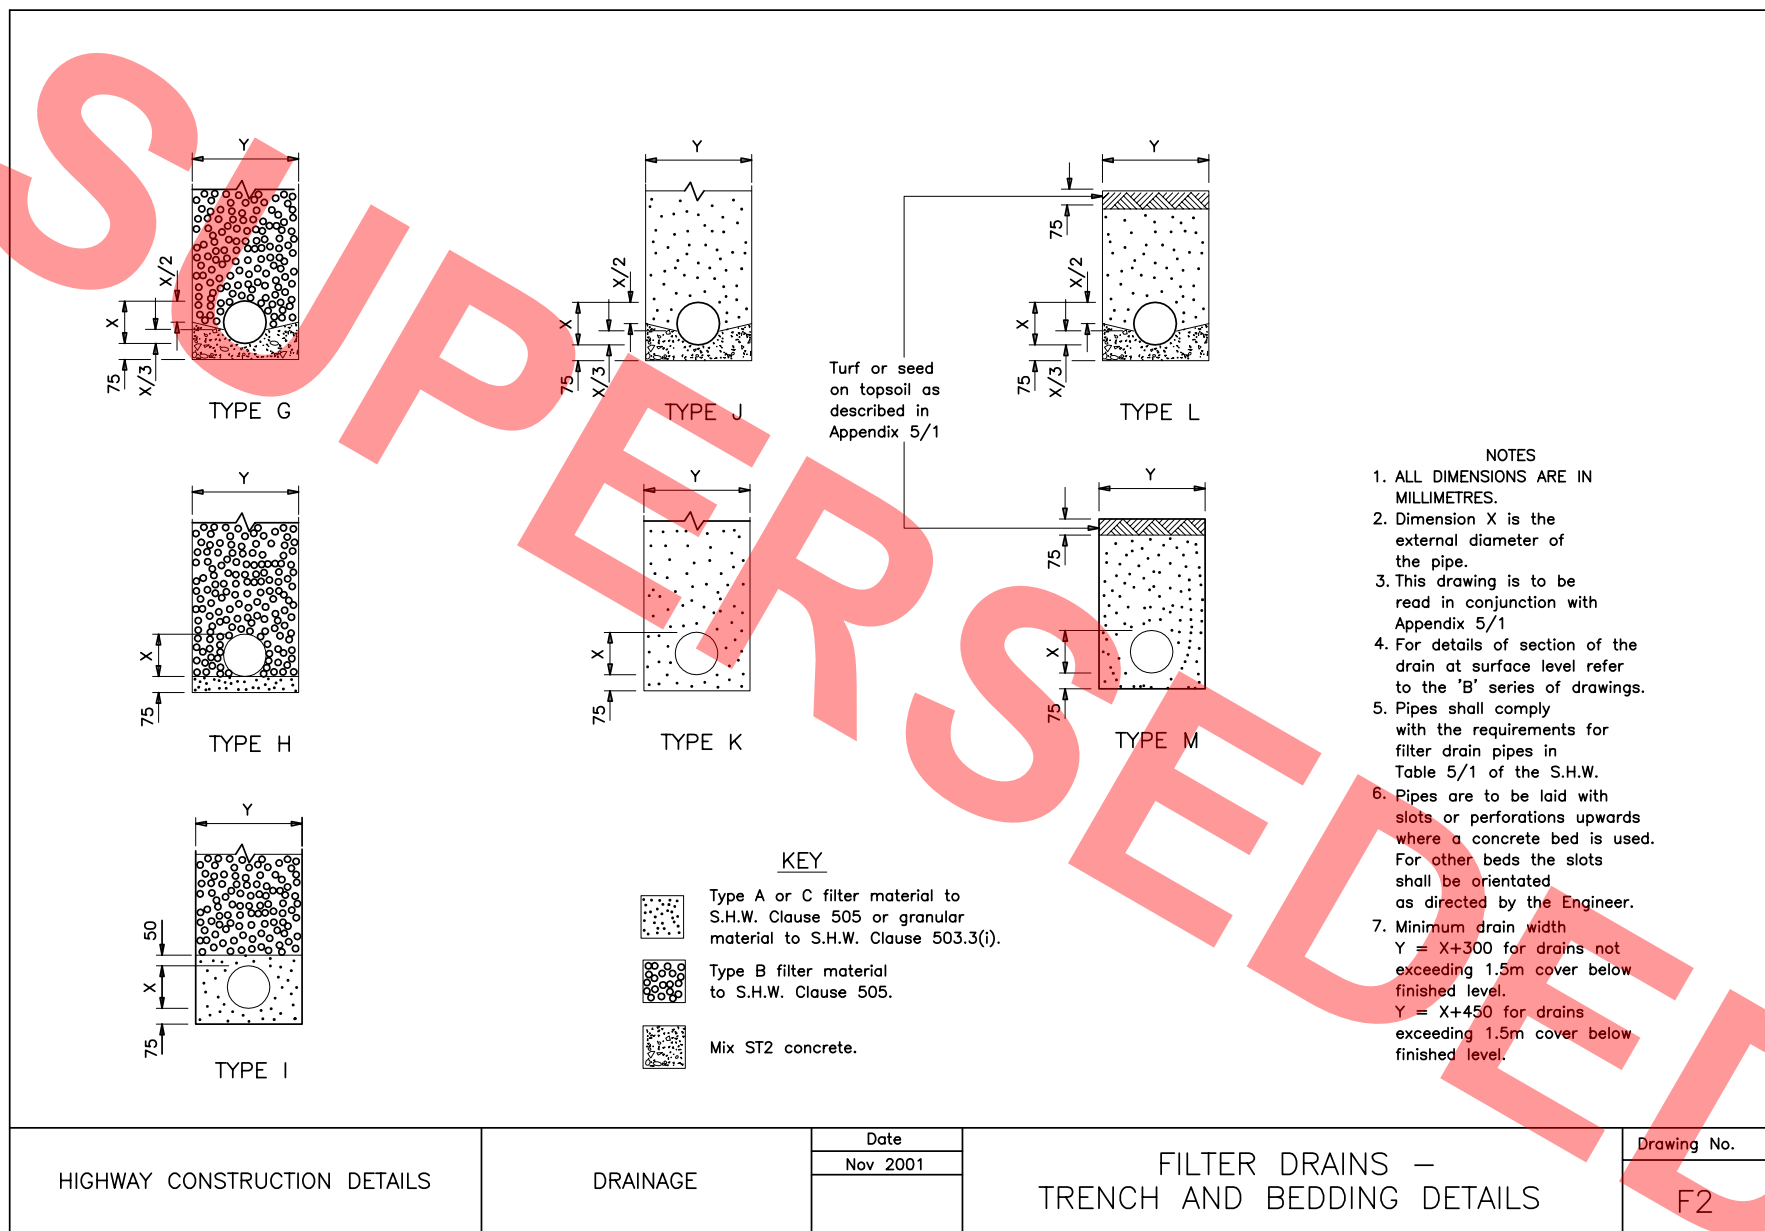 Y
X/2
X
75
X/3
TYPE G
Y
X/2
X
75
X/3
TYPE J
Y
75
X/2
X
75
X/3
TYPE L
Turf or seed
on topsoil as
described in
Appendix 5/1
Y
X
75
TYPE H
Y
X
75
TYPE K
Y
75
X
75
TYPE M
Y
50
X
75
TYPE I
KEY
Type A or C filter material to
S.H.W. Clause 505 or granular
material to S.H.W. Clause 503.3(i).
Type B filter material
to S.H.W. Clause 505.
Mix ST2 concrete.
NOTES
1. ALL DIMENSIONS ARE IN
MILLIMETRES.
2. Dimension X is the
external diameter of
the pipe.
3. This drawing is to be
read in conjunction with
Appendix 5/1
4. For details of section of the
drain at surface level refer
to the 'B' series of drawings.
5. Pipes shall comply
with the requirements for
filter drain pipes in
Table 5/1 of the S.H.W.
6. Pipes are to be laid with
slots or perforations upwards
where a concrete bed is used.
For other beds the slots
shall be orientated
as directed by the Engineer.
7. Minimum drain width
Y = X+300 for drains not
exceeding 1.5m cover below
finished level.
Y = X+450 for drains
exceeding 1.5m cover below
finished level.
SUPERSEDED
HIGHWAY CONSTRUCTION DETAILS
DRAINAGE
Date
Nov 2001
FILTER DRAINS –
TRENCH AND BEDDING DETAILS
Drawing No.
F2